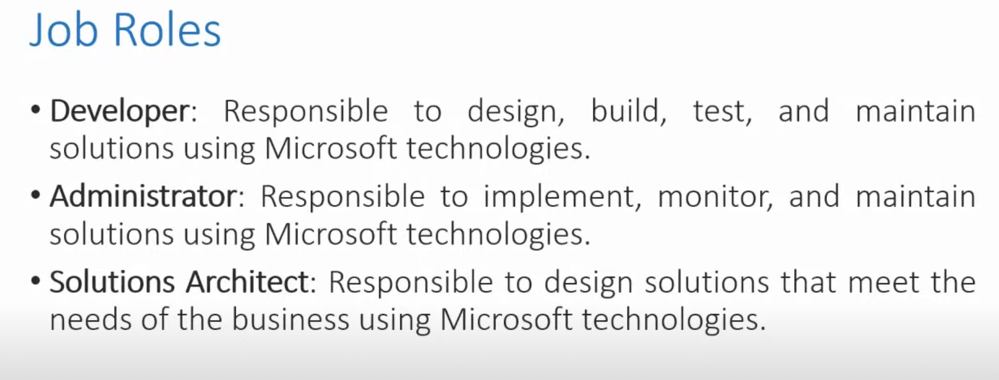 Job Roles
• Developer: Responsible to design, build, test, and maintain
solutions using Microsoft technologies.
• Administrator: Responsible to implement, monitor, and maintain
solutions using Microsoft technologies.
• Solutions Architect: Responsible to design solutions that meet the
needs of the business using Microsoft technologies.